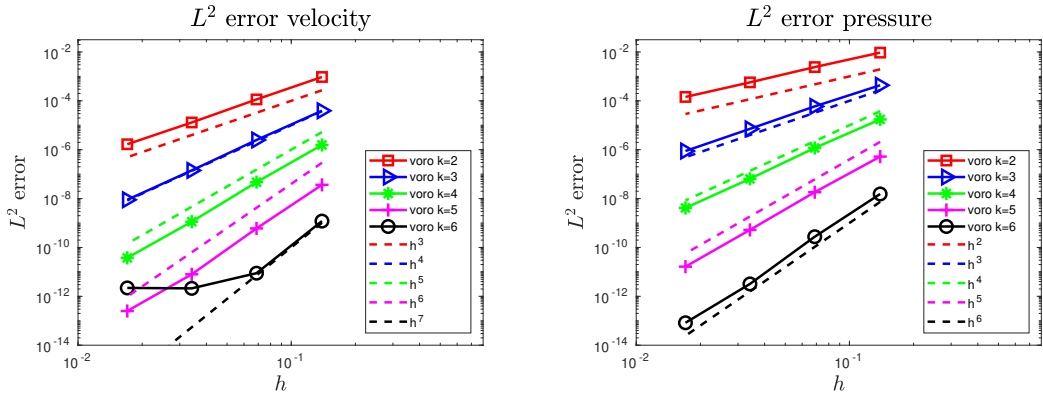 L² error velocity
10⁻²
10⁻⁴
10⁻⁶
10⁻⁸
10⁻¹⁰
10⁻¹²
10⁻¹⁴
L² error
10⁻²
10⁻¹
h
voro k=2
voro k=3
voro k=4
voro k=5
voro k=6
h³
h⁴
h⁵
h⁶
h⁷
L² error pressure
10⁻²
10⁻⁴
10⁻⁶
10⁻⁸
10⁻¹⁰
10⁻¹²
10⁻¹⁴
L² error
10⁻²
10⁻¹
h
voro k=2
voro k=3
voro k=4
voro k=5
voro k=6
h²
h³
h⁴
h⁵
h⁶